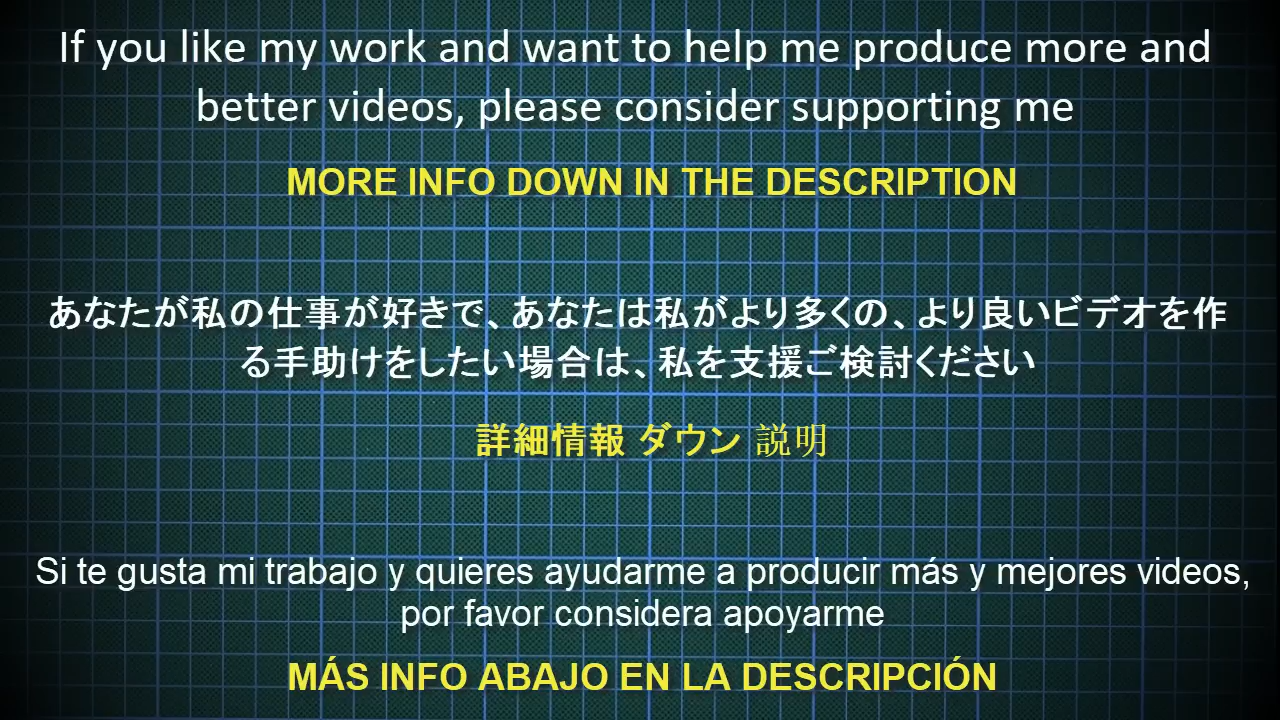 If you like my work and want to help me produce more and
better videos, please consider supporting me
MORE INFO DOWN IN THE DESCRIPTION
あなたが私の仕事が好きで、あなたは私がより多くの、より良いビデオを作
る手助けをしたい場合は、私を支援ご検討ください
詳細情報 ダウン 説明
Si te gusta mi trabajo y quieres ayudarme a producir más y mejores videos,
por favor considera apoyarme
MÁS INFO ABAJO EN LA DESCRIPCIÓN